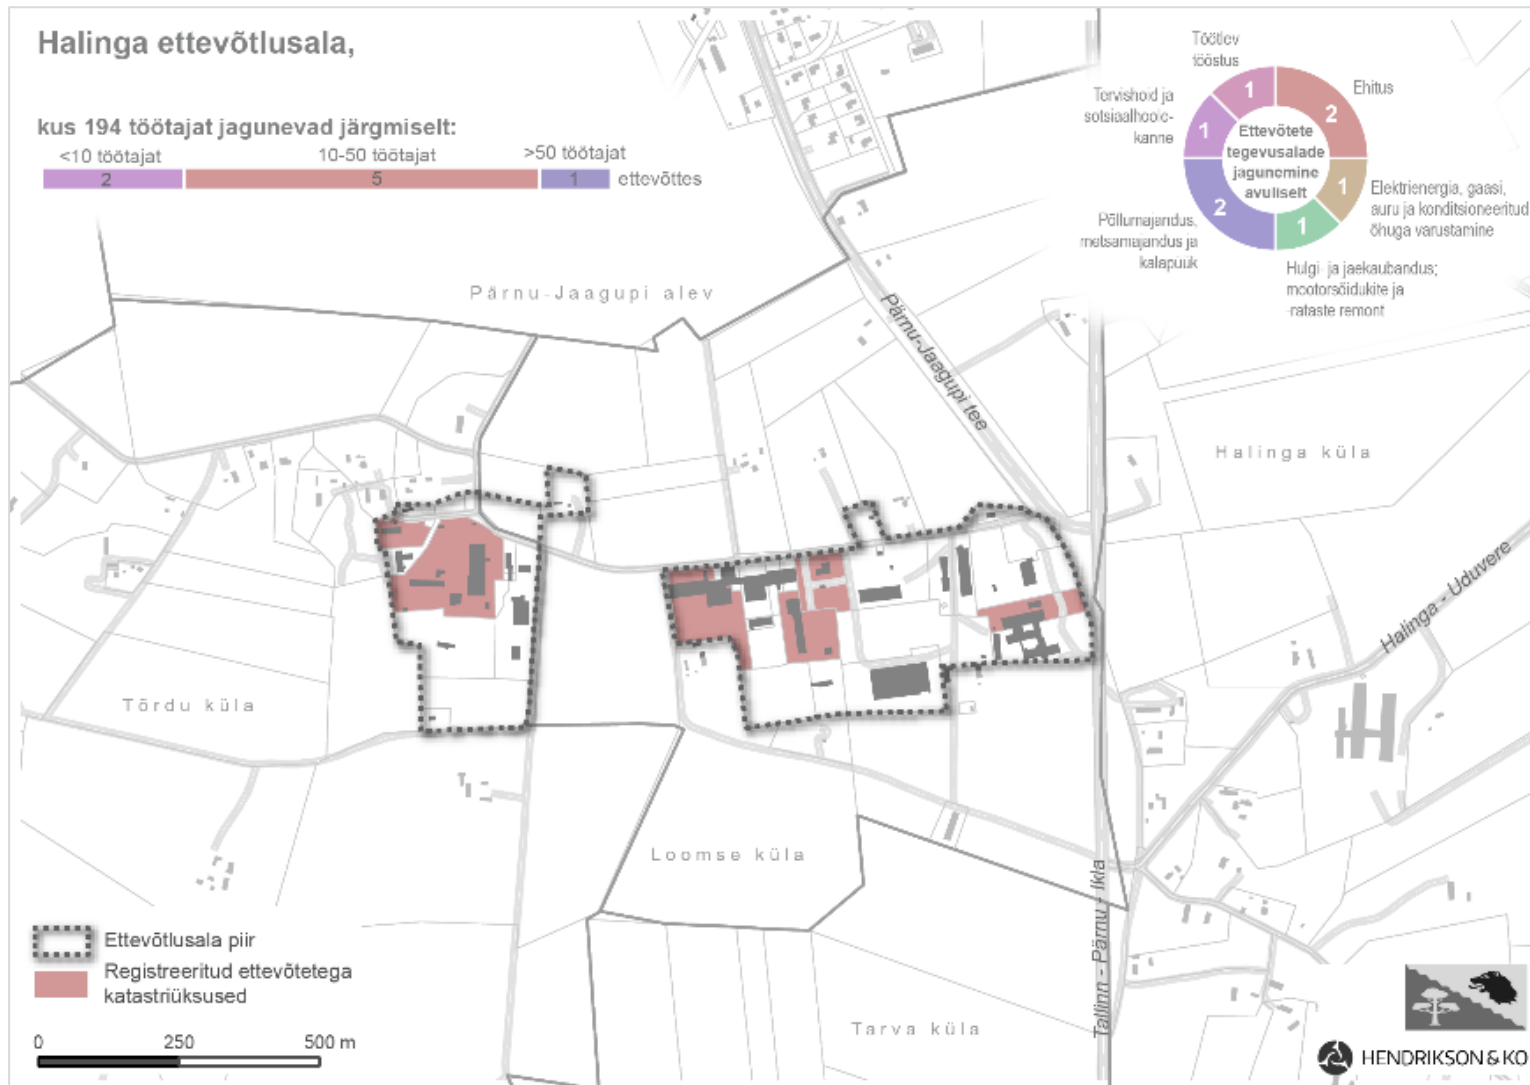 Halinga ettevõtlusala,
kus 194 töötajat jagunevad järgmiselt:
<10 töötajat 10-50 töötajat >50 töötajat
2 5 1 ettevõttes
Töötlev
tööstus
Ehitus
Tervishoid ja
sotsiaalhoole-
kanne
1 2
1
Ettevõtete
tegevusalade
jagunemine
avuliselt
1
2
1
Elektrienergia, gaasi,
auru ja konditsioneeritud
õhuga varustamine
Põllumajandus,
metsamajandus ja
kalapüük
Hulgi- ja jaekaubandus;
mootorsõidukite ja
-rataste remont
Pärnu-Jaagupi alev
Pärnu-Jaagupi tee
Halinga küla
Halinga - Uduvere
Tõrdu küla
Loomse küla
Tallinn - Pärnu - Ikla
Tarva küla
Ettevõtlusala piir
Registreeritud ettevõtetega
katastriüksused
0 250 500 m
HENDRIKSON & KO